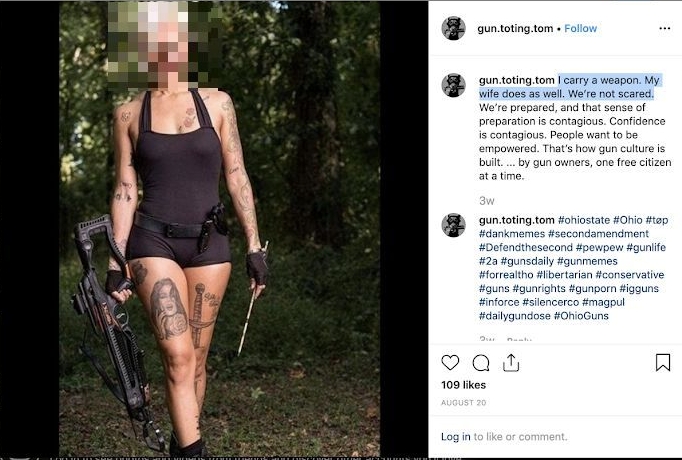 gun.toting.tom • Follow
gun.toting.tom I carry a weapon. My
wife does as well. We're not scared.
We're prepared, and that sense of
preparation is contagious. Confidence
is contagious. People want to be
empowered. That's how gun culture is
built. ... by gun owners, one free citizen
at a time.
3w
gun.toting.tom #ohiostate #Ohio #tøp
#dankmemes #secondamendment
#Defendthesecond #pewpew #gunlife
#2a #gunsdaily #gunmemes
#forrealtho #libertarian #conservative
#guns #gunrights #gunporn #igguns
#inforce #silencerco #magpul
#dailygundose #OhioGuns
3w Reply
109 likes
AUGUST 20
Log in to like or comment.